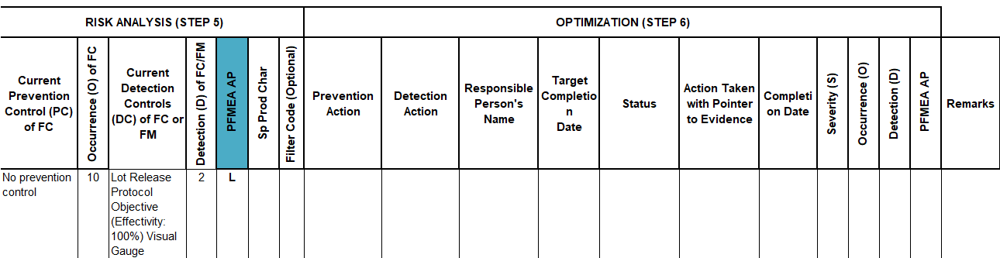 RISK ANALYSIS (STEP 5)
OPTIMIZATION (STEP 6)
Current
Prevention
Control (PC)
of FC
Occurrence (O) of FC
Current
Detection
Controls
(DC) of FC or
FM
Detection (D) of FC/FM
PFMEA AP
Sp Prod Char
Filter Code (Optional)
Prevention
Action
Detection
Action
Responsible
Person's
Name
Target
Completio
n
Date
Status
Action Taken
with Pointer
to Evidence
Completi
on Date
Severity (S)
Occurrence (O)
Detection (D)
PFMEA AP
Remarks
No prevention
control
10
Lot Release
Protocol
Objective
(Effectivity:
100%) Visual
Gauge
2
L